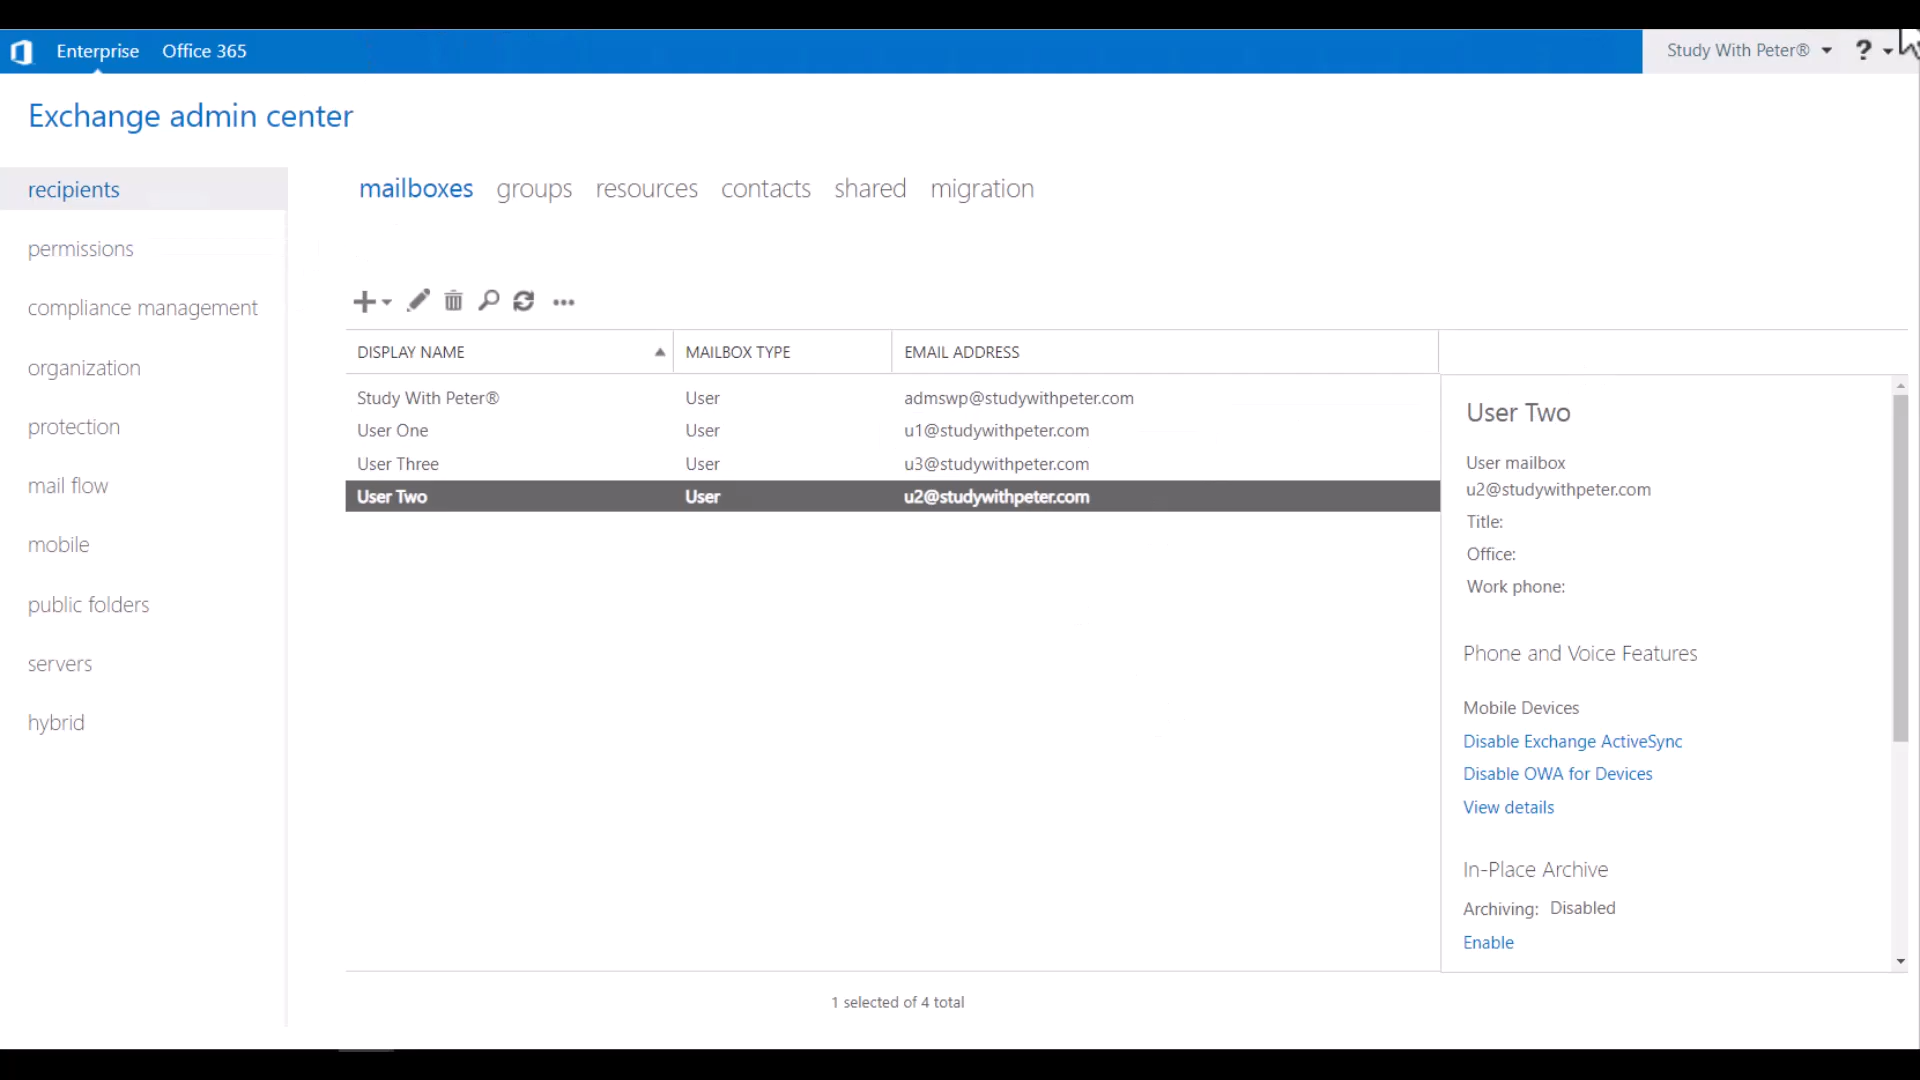 Enterprise Office 365
Study With Peter® ?
Exchange admin center
recipients
permissions
compliance management
organization
protection
mail flow
mobile
public folders
servers
hybrid
mailboxes groups resources contacts shared migration
DISPLAY NAME MAILBOX TYPE EMAIL ADDRESS
Study With Peter® User admswp@studywithpeter.com
User One User u1@studywithpeter.com
User Three User u3@studywithpeter.com
User Two User u2@studywithpeter.com
User Two
User mailbox
u2@studywithpeter.com
Title:
Office:
Work phone:
Phone and Voice Features
Mobile Devices
Disable Exchange ActiveSync
Disable OWA for Devices
View details
In-Place Archive
Archiving: Disabled
Enable
1 selected of 4 total